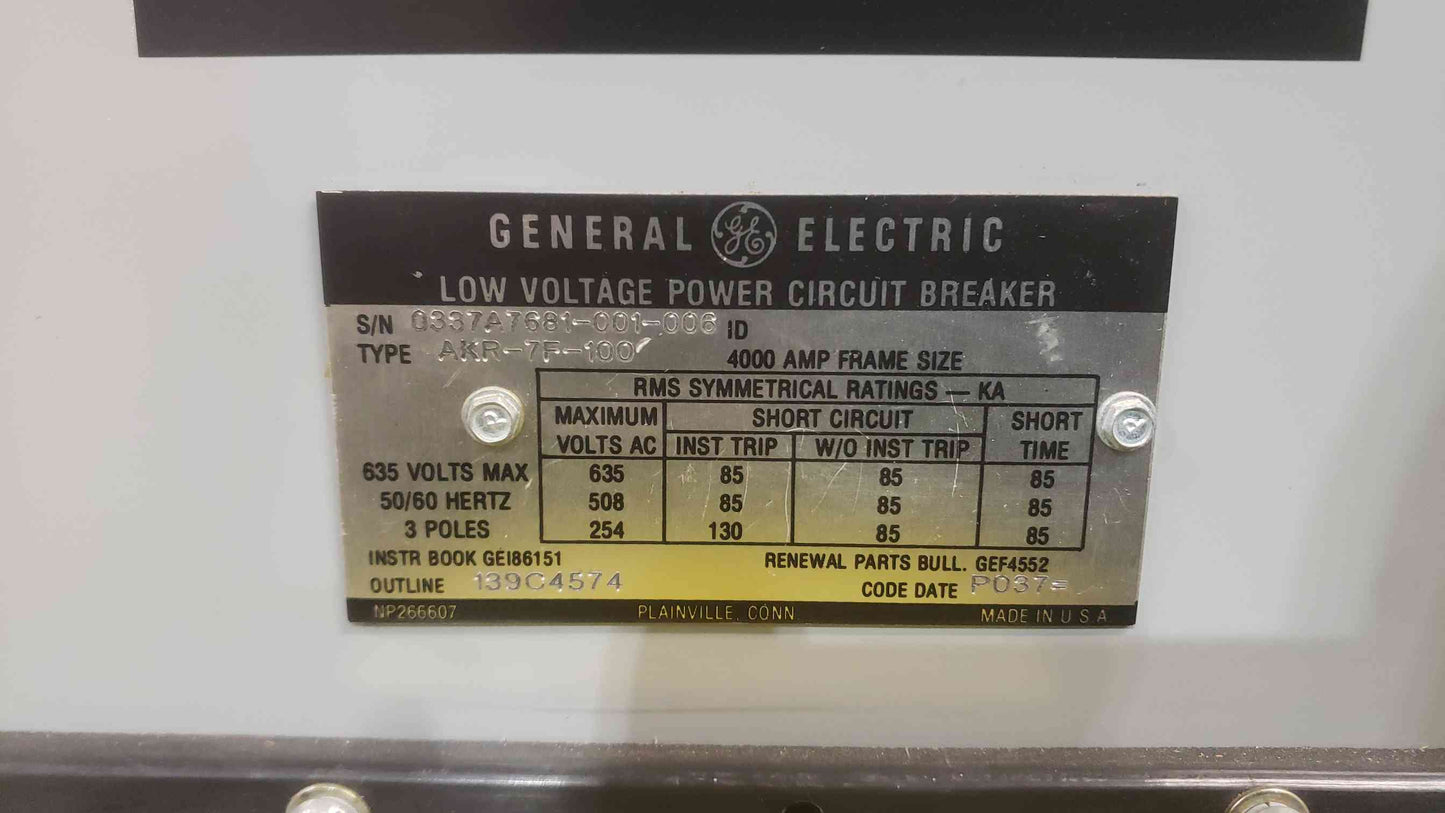 GENERAL GE ELECTRIC
LOW VOLTAGE POWER CIRCUIT BREAKER
S/N 0337A7681-001-006 ID
TYPE AKR-7F-100 4000 AMP FRAME SIZE
RMS SYMMETRICAL RATINGS — KA
MAXIMUM VOLTS AC SHORT CIRCUIT SHORT TIME
INST TRIP W/O INST TRIP
635 VOLTS MAX 635 85 85 85
50/60 HERTZ 508 85 85 85
3 POLES 254 130 85 85
INSTR BOOK GEI86151 RENEWAL PARTS BULL. GEF4552
OUTLINE 139C4574 CODE DATE P037=
NP266607 PLAINVILLE, CONN MADE IN U S A